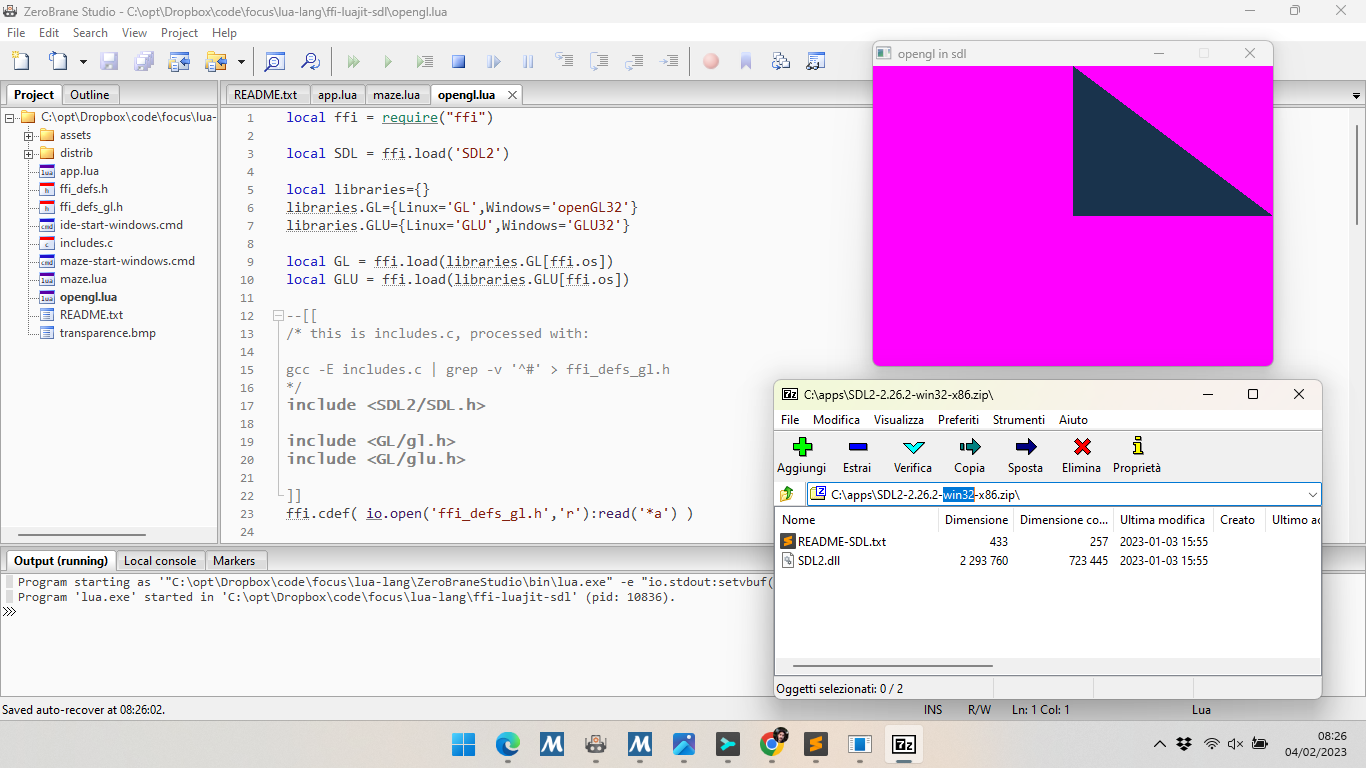 ZeroBrane Studio - C:\opt\Dropbox\code\focus\lua-lang\ffi-luajit-sdl\opengl.lua
File Edit Search View Project Help
Project Outline
C:\opt\Dropbox\code\focus\lua-
assets
distrib
app.lua
ffi_defs.h
ffi_defs_gl.h
ide-start-windows.cmd
includes.c
maze-start-windows.cmd
maze.lua
opengl.lua
README.txt
transparence.bmp
README.txt app.lua maze.lua opengl.lua
1 local ffi = require("ffi")
2
3 local SDL = ffi.load('SDL2')
4
5 local libraries={}
6 libraries.GL={Linux='GL',Windows='openGL32'}
7 libraries.GLU={Linux='GLU',Windows='GLU32'}
8
9 local GL = ffi.load(libraries.GL[ffi.os])
10 local GLU = ffi.load(libraries.GLU[ffi.os])
11
12 --[[
13 /* this is includes.c, processed with:
14
15 gcc -E includes.c | grep -v '^#' > ffi_defs_gl.h
16 */
17 include <SDL2/SDL.h>
18
19 include <GL/gl.h>
20 include <GL/glu.h>
21
22 ]]
23 ffi.cdef( io.open('ffi_defs_gl.h','r'):read('*a') )
24
opengl in sdl
C:\apps\SDL2-2.26.2-win32-x86.zip\
File Modifica Visualizza Preferiti Strumenti Aiuto
Aggiungi Estrai Verifica Copia Sposta Elimina Proprietà
C:\apps\SDL2-2.26.2-win32-x86.zip\
Nome Dimensione Dimensione co... Ultima modifica Creato Ultimo ac
README-SDL.txt 433 257 2023-01-03 15:55
SDL2.dll 2 293 760 723 445 2023-01-03 15:55
Oggetti selezionati: 0 / 2
Output (running) Local console Markers
Program starting as '"C:\opt\Dropbox\code\focus\lua-lang\ZeroBraneStudio\bin\lua.exe" -e "io.stdout:setvbuf(
Program 'lua.exe' started in 'C:\opt\Dropbox\code\focus\lua-lang\ffi-luajit-sdl' (pid: 10836).
Saved auto-recover at 08:26:02.
INS R/W Ln: 1 Col: 1 Lua
08:26
04/02/2023